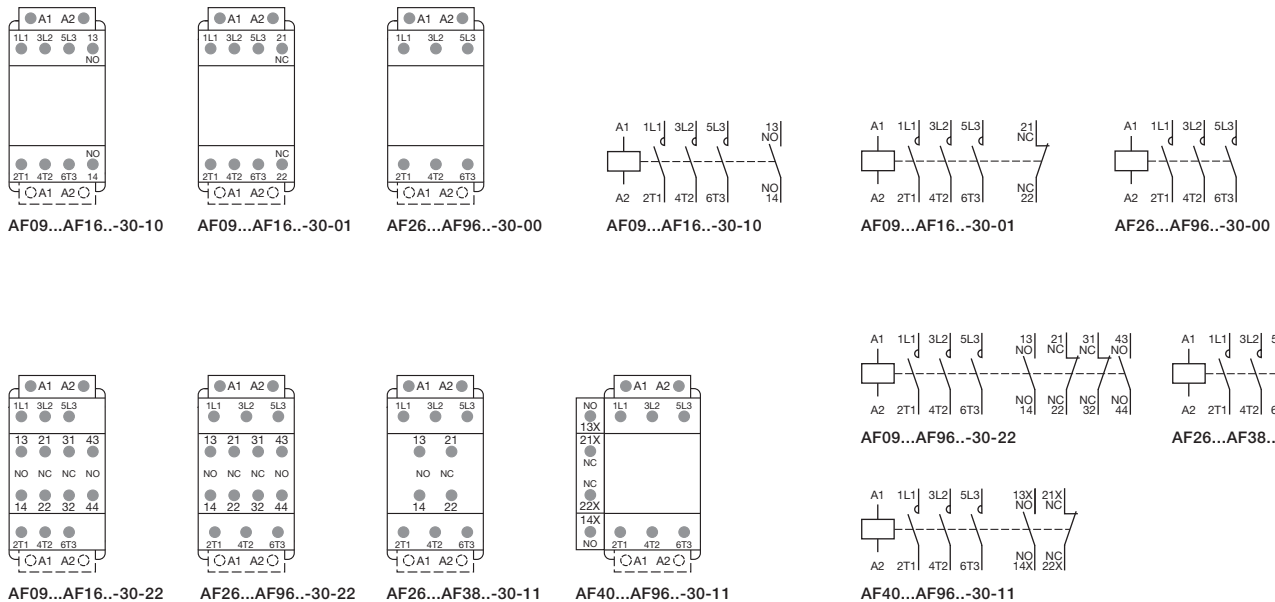 A1 A2
1L1 3L2 5L3 13
NO
NO
2T1 4T2 6T3 14
A1 A2
AF09...AF16..-30-10
A1 A2
1L1 3L2 5L3 21
NC
NC
2T1 4T2 6T3 22
A1 A2
AF09...AF16..-30-01
A1 A2
1L1 3L2 5L3
2T1 4T2 6T3
A1 A2
AF26...AF96..-30-00
A1 1L1 3L2 5L3 13
NO
NO
A2 2T1 4T2 6T3 14
AF09...AF16..-30-10
A1 1L1 3L2 5L3 21
NC
NC
A2 2T1 4T2 6T3 22
AF09...AF16..-30-01
A1 1L1 3L2 5L3
A2 2T1 4T2 6T3
AF26...AF96..-30-00
A1 A2
1L1 3L2 5L3
13 21 31 43
NO NC NC NO
14 22 32 44
2T1 4T2 6T3
A1 A2
AF09...AF16..-30-22
A1 A2
1L1 3L2 5L3
13 21 31 43
NO NC NC NO
14 22 32 44
2T1 4T2 6T3
A1 A2
AF26...AF96..-30-22
A1 A2
1L1 3L2 5L3
13 21
NO NC
14 22
2T1 4T2 6T3
A1 A2
AF26...AF38..-30-11
A1 A2
NO 1L1 3L2 5L3
13X
21X
NC
NC
22X
14X
NO 2T1 4T2 6T3
A1 A2
AF40...AF96..-30-11
A1 1L1 3L2 5L3 13 21 31 43
NO NC NC NO
NO NC NC NO
A2 2T1 4T2 6T3 14 22 32 44
AF09...AF96..-30-22
A1 1L1 3L2 5
A2 2T1 4T2 6
AF26...AF38..
A1 1L1 3L2 5L3 13X 21X
NO NC
NO NC
A2 2T1 4T2 6T3 14X 22X
AF40...AF96..-30-11